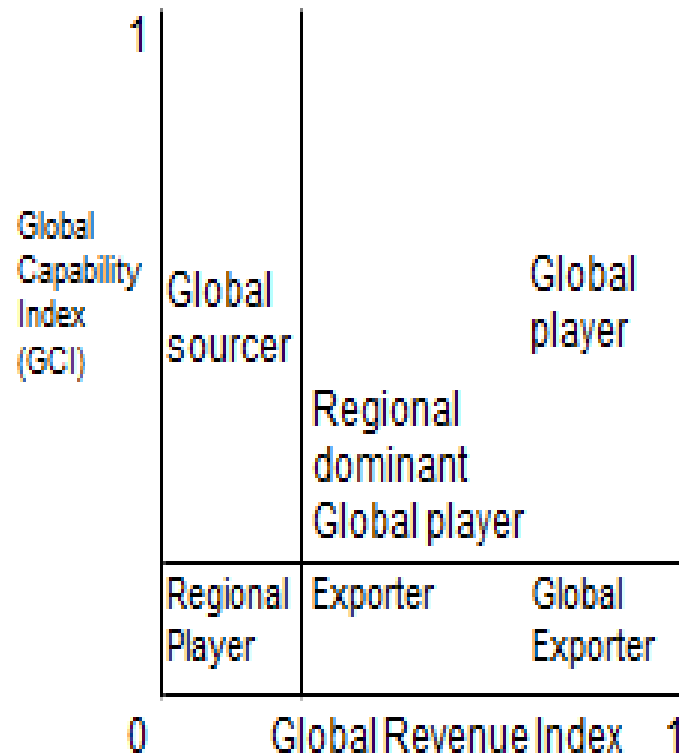 1
Global
Capability
Index
(GCI)
Global
sourcer
Global
player
Regional
dominant
Global player
Regional
Player
Exporter
Global
Exporter
0
Global Revenue Index
1